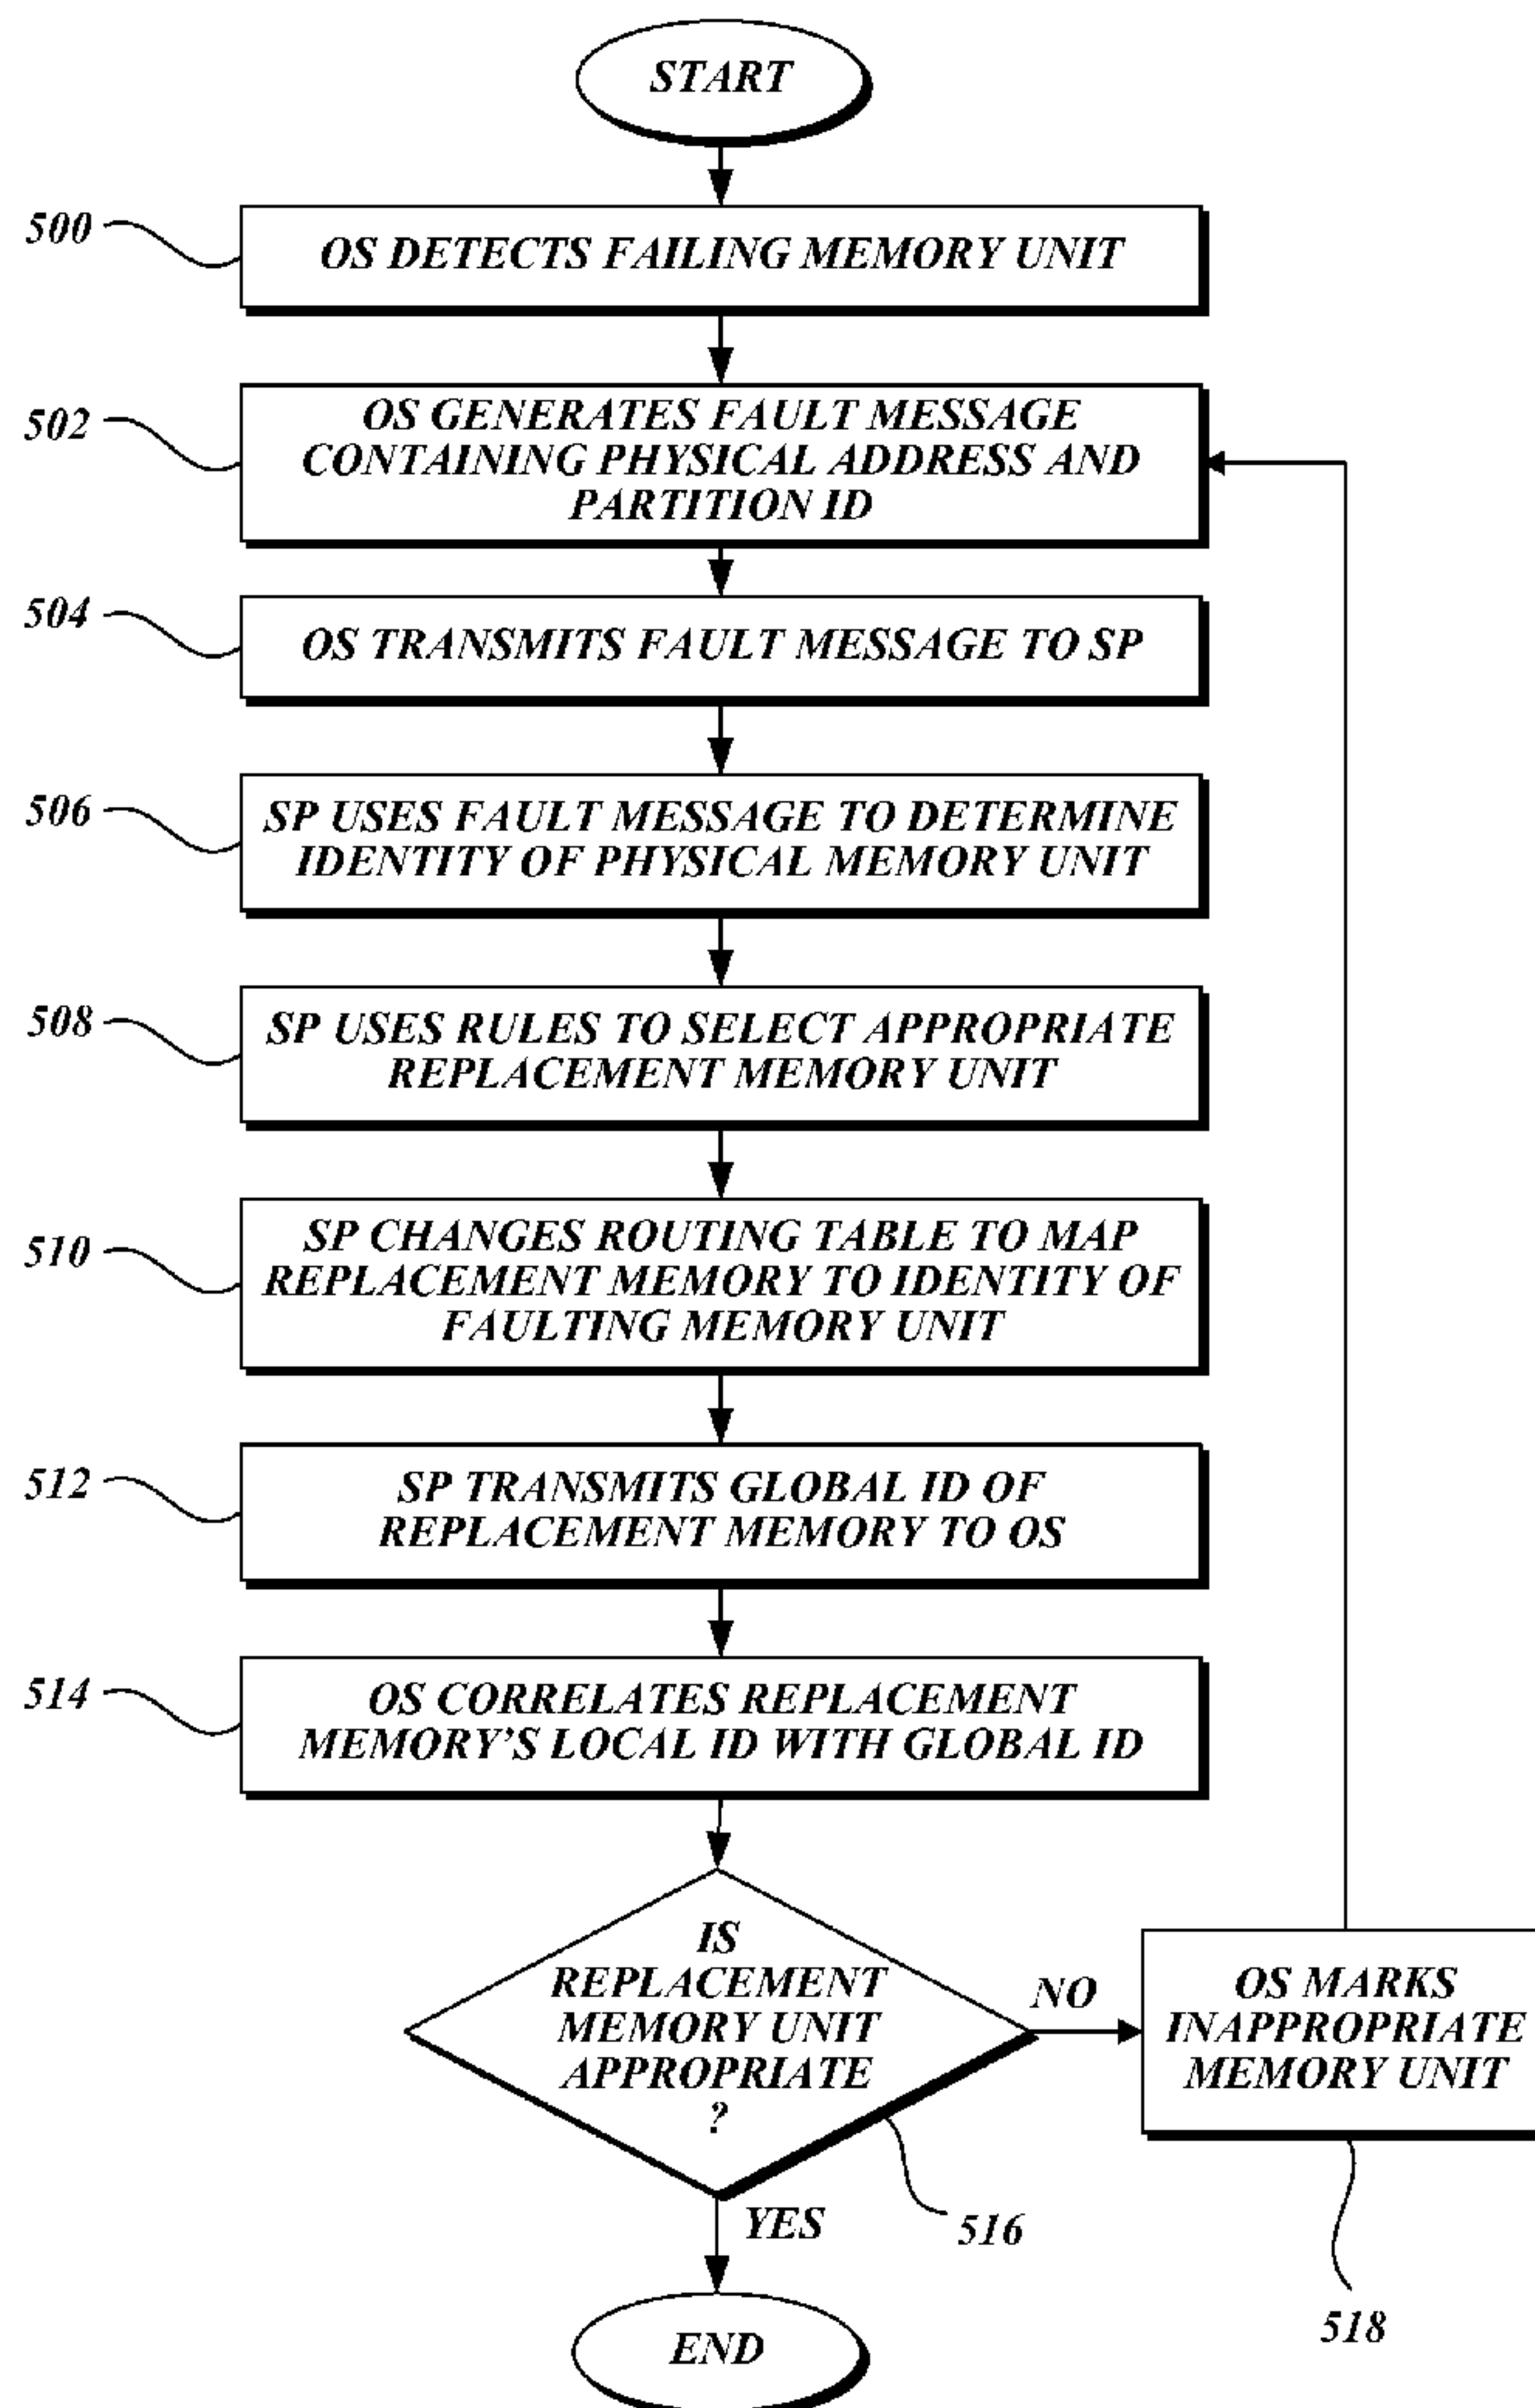 START
500
OS DETECTS FAILING MEMORY UNIT
502
OS GENERATES FAULT MESSAGE
CONTAINING PHYSICAL ADDRESS AND
PARTITION ID
504
OS TRANSMITS FAULT MESSAGE TO SP
506
SP USES FAULT MESSAGE TO DETERMINE
IDENTITY OF PHYSICAL MEMORY UNIT
508
SP USES RULES TO SELECT APPROPRIATE
REPLACEMENT MEMORY UNIT
510
SP CHANGES ROUTING TABLE TO MAP
REPLACEMENT MEMORY TO IDENTITY OF
FAULTING MEMORY UNIT
512
SP TRANSMITS GLOBAL ID OF
REPLACEMENT MEMORY TO OS
514
OS CORRELATES REPLACEMENT
MEMORY'S LOCAL ID WITH GLOBAL ID
IS
REPLACEMENT
MEMORY UNIT
APPROPRIATE
?
NO
OS MARKS
INAPPROPRIATE
MEMORY UNIT
YES
516
518
END